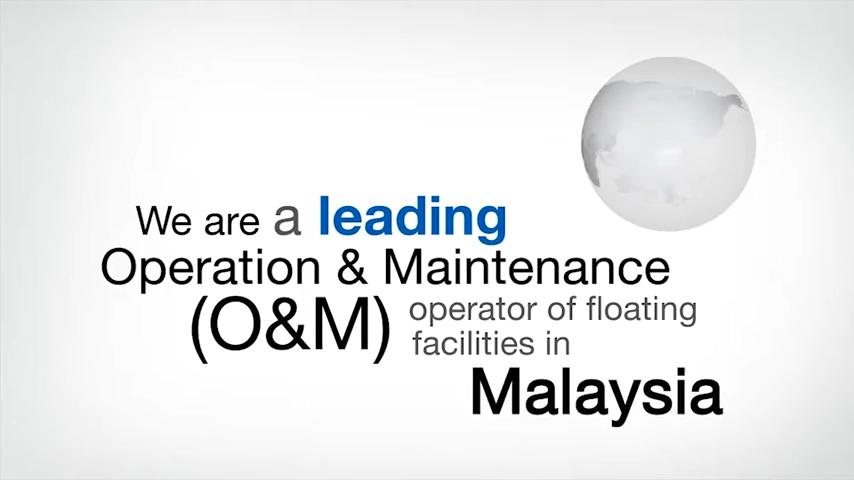 We are a leading
Operation & Maintenance
(O&M) operator of floating
facilities in
Malaysia